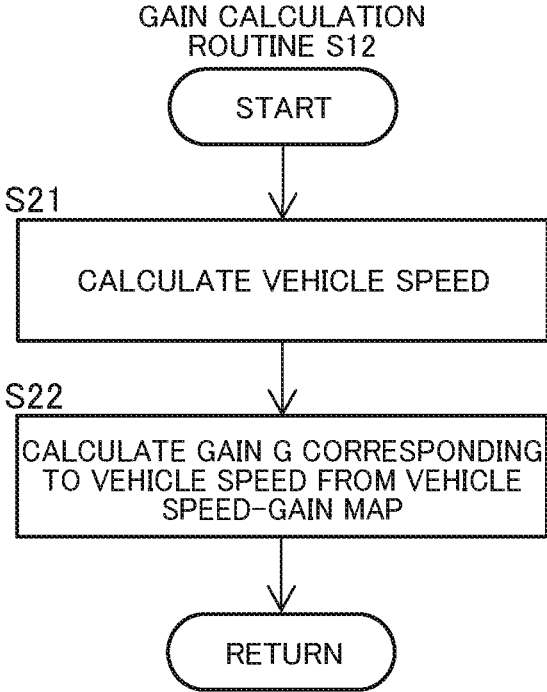 GAIN CALCULATION
ROUTINE S12
START
S21
CALCULATE VEHICLE SPEED
S22
CALCULATE GAIN G CORRESPONDING
TO VEHICLE SPEED FROM VEHICLE
SPEED-GAIN MAP
RETURN